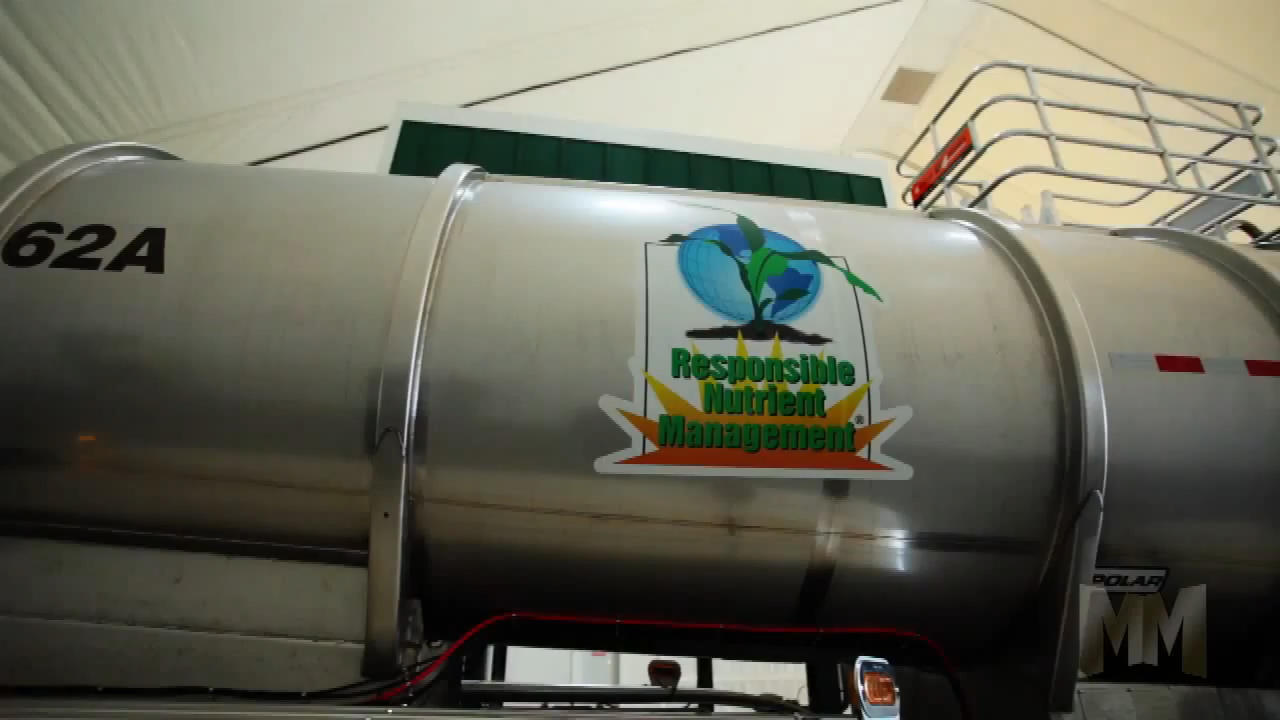 62A
Responsible
Nutrient
Management®
POLAR
MM